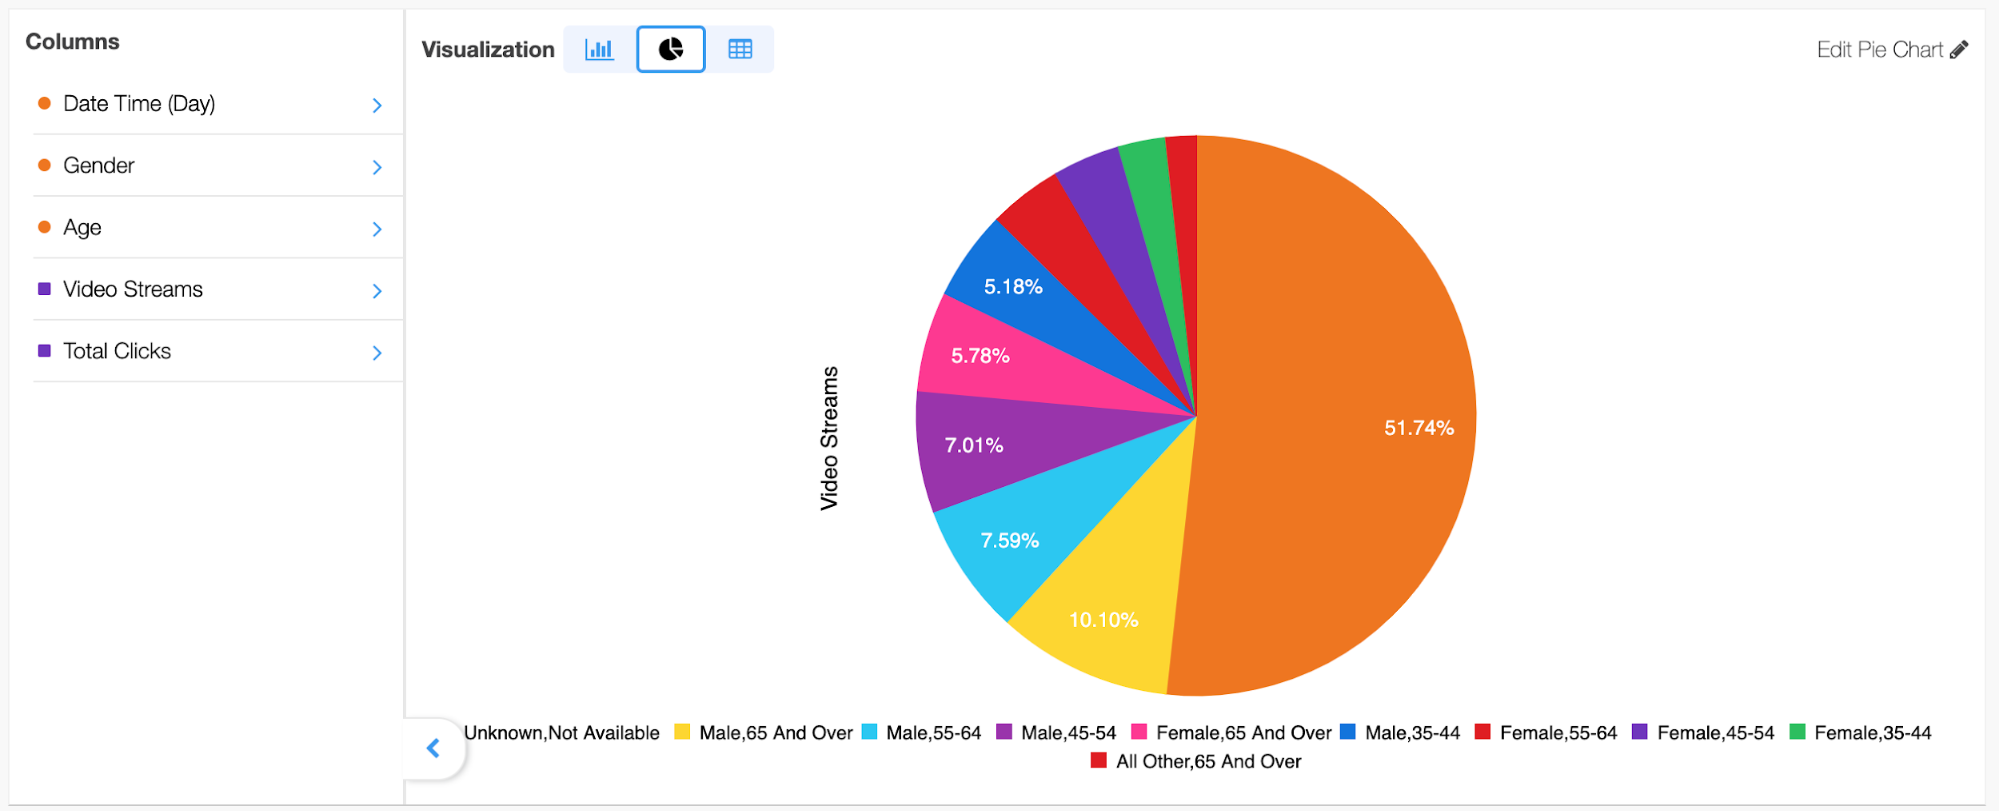 Columns
Date Time (Day)
Gender
Age
Video Streams
Total Clicks
Visualization
Edit Pie Chart
Video Streams
5.18%
5.78%
7.01%
7.59%
10.10%
51.74%
Unknown,Not Available Male,65 And Over Male,55-64 Male,45-54 Female,65 And Over Male,35-44 Female,55-64 Female,45-54 Female,35-44
All Other,65 And Over